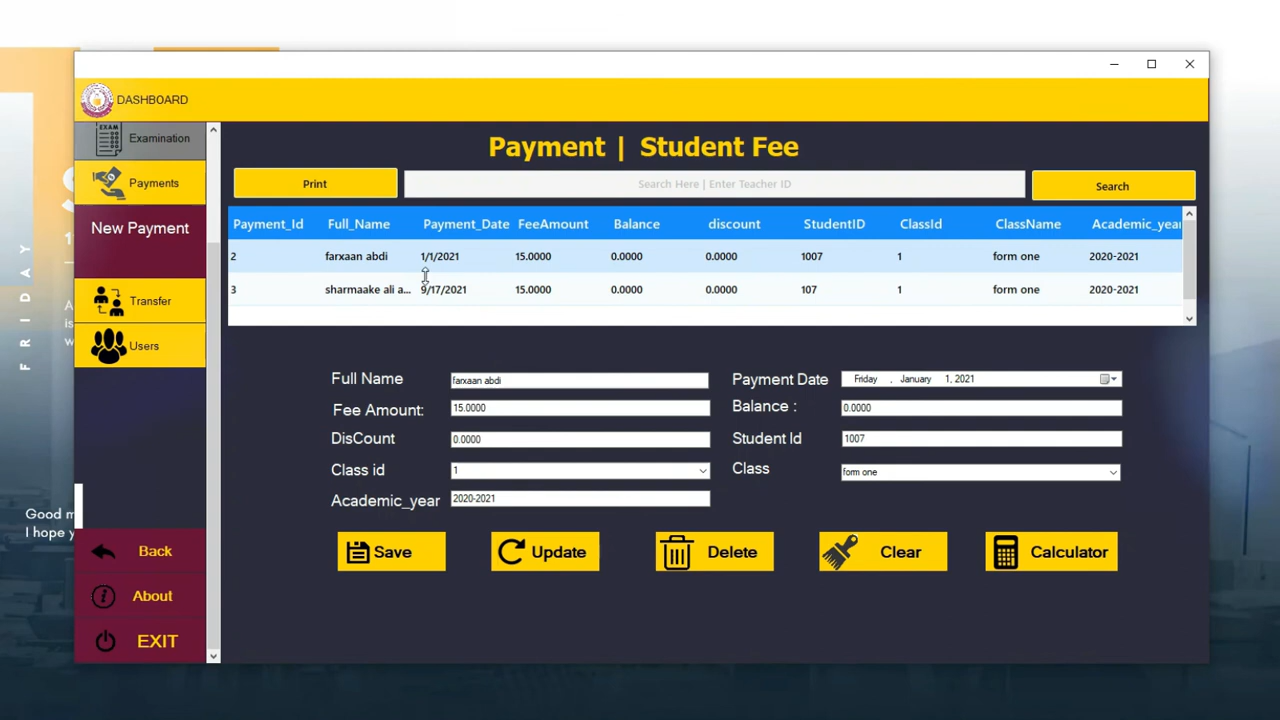 DASHBOARD
EXAM
Examination
Payments
New Payment
Transfer
Users
Back
About
EXIT
Payment | Student Fee
Print
Search Here | Enter Teacher ID
Search
Payment_Id Full_Name Payment_Date FeeAmount Balance discount StudentID ClassId ClassName Academic_year
2 farxaan abdi 1/1/2021 15.0000 0.0000 0.0000 1007 1 form one 2020-2021
3 sharmaake ali a... 9/17/2021 15.0000 0.0000 0.0000 107 1 form one 2020-2021
Full Name farxaan abdi Payment Date Friday , January 1, 2021
Fee Amount: 15.0000 Balance : 0.0000
DisCount 0.0000 Student Id 1007
Class id 1 Class form one
Academic_year 2020-2021
Save Update Delete Clear Calculator
FRIDAY
Good m
I hope y